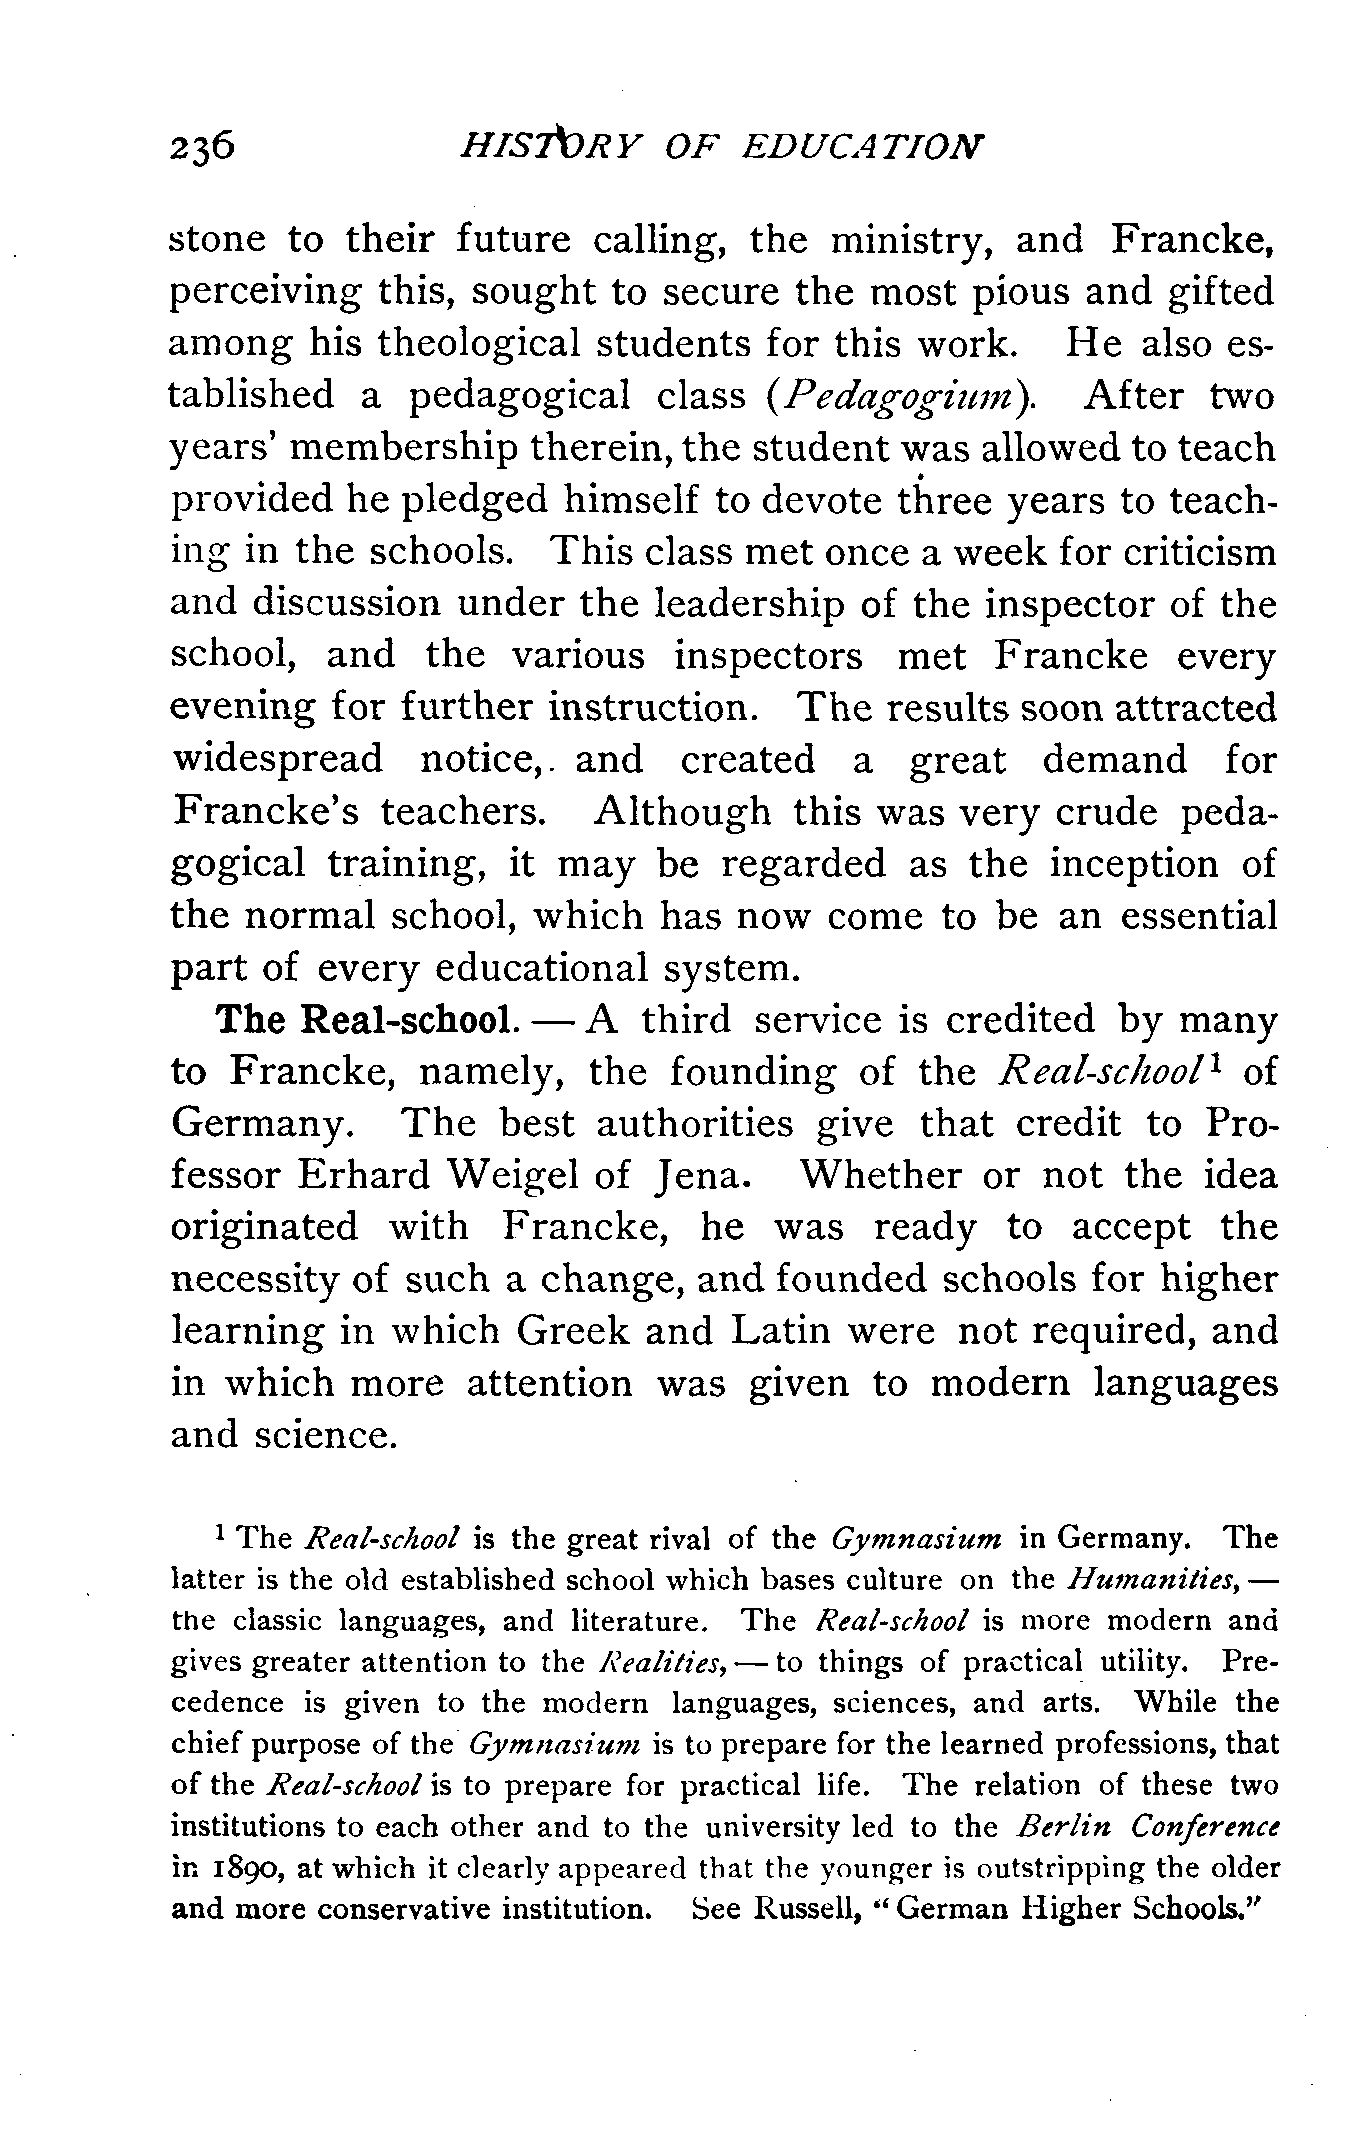 236 HISTORY OF EDUCATION
stone to their future calling, the ministry, and Francke,
perceiving this, sought to secure the most pious and gifted
among his theological students for this work. He also es-
tablished a pedagogical class (Pedagogium). After two
years' membership therein, the student was allowed to teach
provided he pledged himself to devote three years to teach-
ing in the schools. This class met once a week for criticism
and discussion under the leadership of the inspector of the
school, and the various inspectors met Francke every
evening for further instruction. The results soon attracted
widespread notice, and created a great demand for
Francke's teachers. Although this was very crude peda-
gogical training, it may be regarded as the inception of
the normal school, which has now come to be an essential
part of every educational system.
The Real-school. — A third service is credited by many
to Francke, namely, the founding of the Real-school¹ of
Germany. The best authorities give that credit to Pro-
fessor Erhard Weigel of Jena. Whether or not the idea
originated with Francke, he was ready to accept the
necessity of such a change, and founded schools for higher
learning in which Greek and Latin were not required, and
in which more attention was given to modern languages
and science.
¹ The Real-school is the great rival of the Gymnasium in Germany. The
latter is the old established school which bases culture on the Humanities, —
the classic languages, and literature. The Real-school is more modern and
gives greater attention to the Realities, — to things of practical utility. Pre-
cedence is given to the modern languages, sciences, and arts. While the
chief purpose of the Gymnasium is to prepare for the learned professions, that
of the Real-school is to prepare for practical life. The relation of these two
institutions to each other and to the university led to the Berlin Conference
in 1890, at which it clearly appeared that the younger is outstripping the older
and more conservative institution. See Russell, "German Higher Schools."